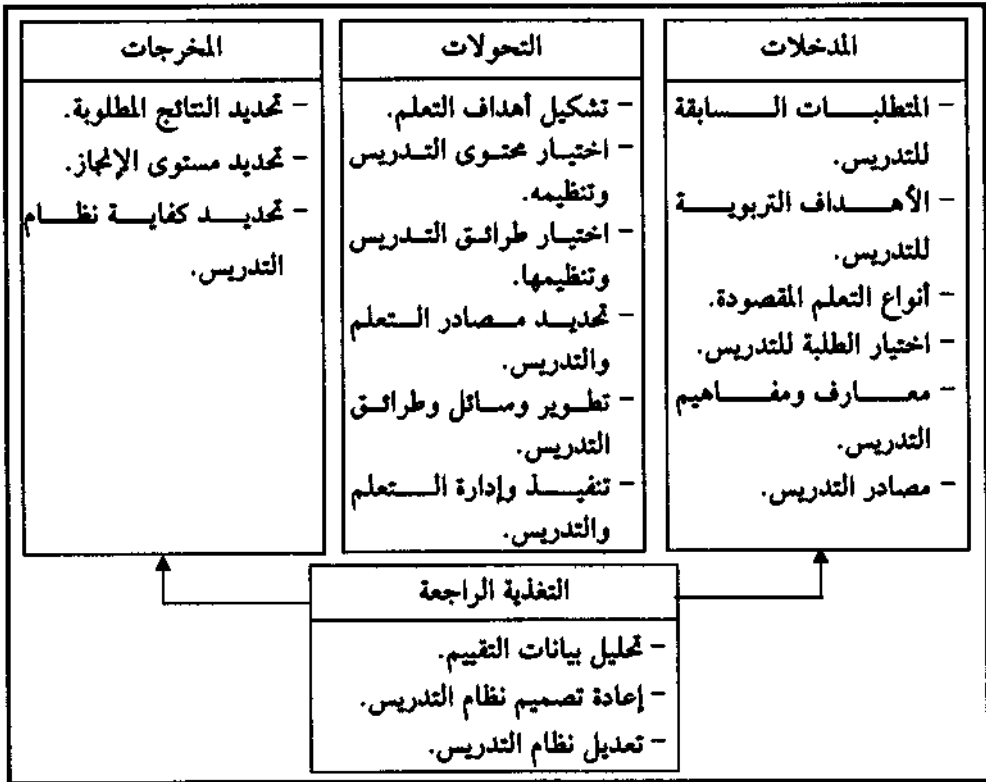 المدخلات
- المتطلبات السابقة
للتدريس.
- الأهداف التربوية
للتدريس.
- أنواع التعلم المقصودة.
- اختيار الطلبة للتدريس.
- معارف ومفاهيم
التدريس.
- مصادر التدريس.
التحولات
- تشكيل أهداف التعلم.
- اختيار محتوى التدريس
وتنظيمه.
- اختيار طرائق التدريس
وتنظيمها.
- تحديد مصادر التعلم
والتدريس.
- تطوير وسائل وطرائق
التدريس.
- تنفيذ وإدارة التعلم
والتدريس.
المخرجات
- تحديد النتائج المطلوبة.
- تحديد مستوى الإنجاز.
- تحديد كفاية نظام
التدريس.
التغذية الراجعة
- تحليل بيانات التقييم.
- إعادة تصميم نظام التدريس.
- تعديل نظام التدريس.